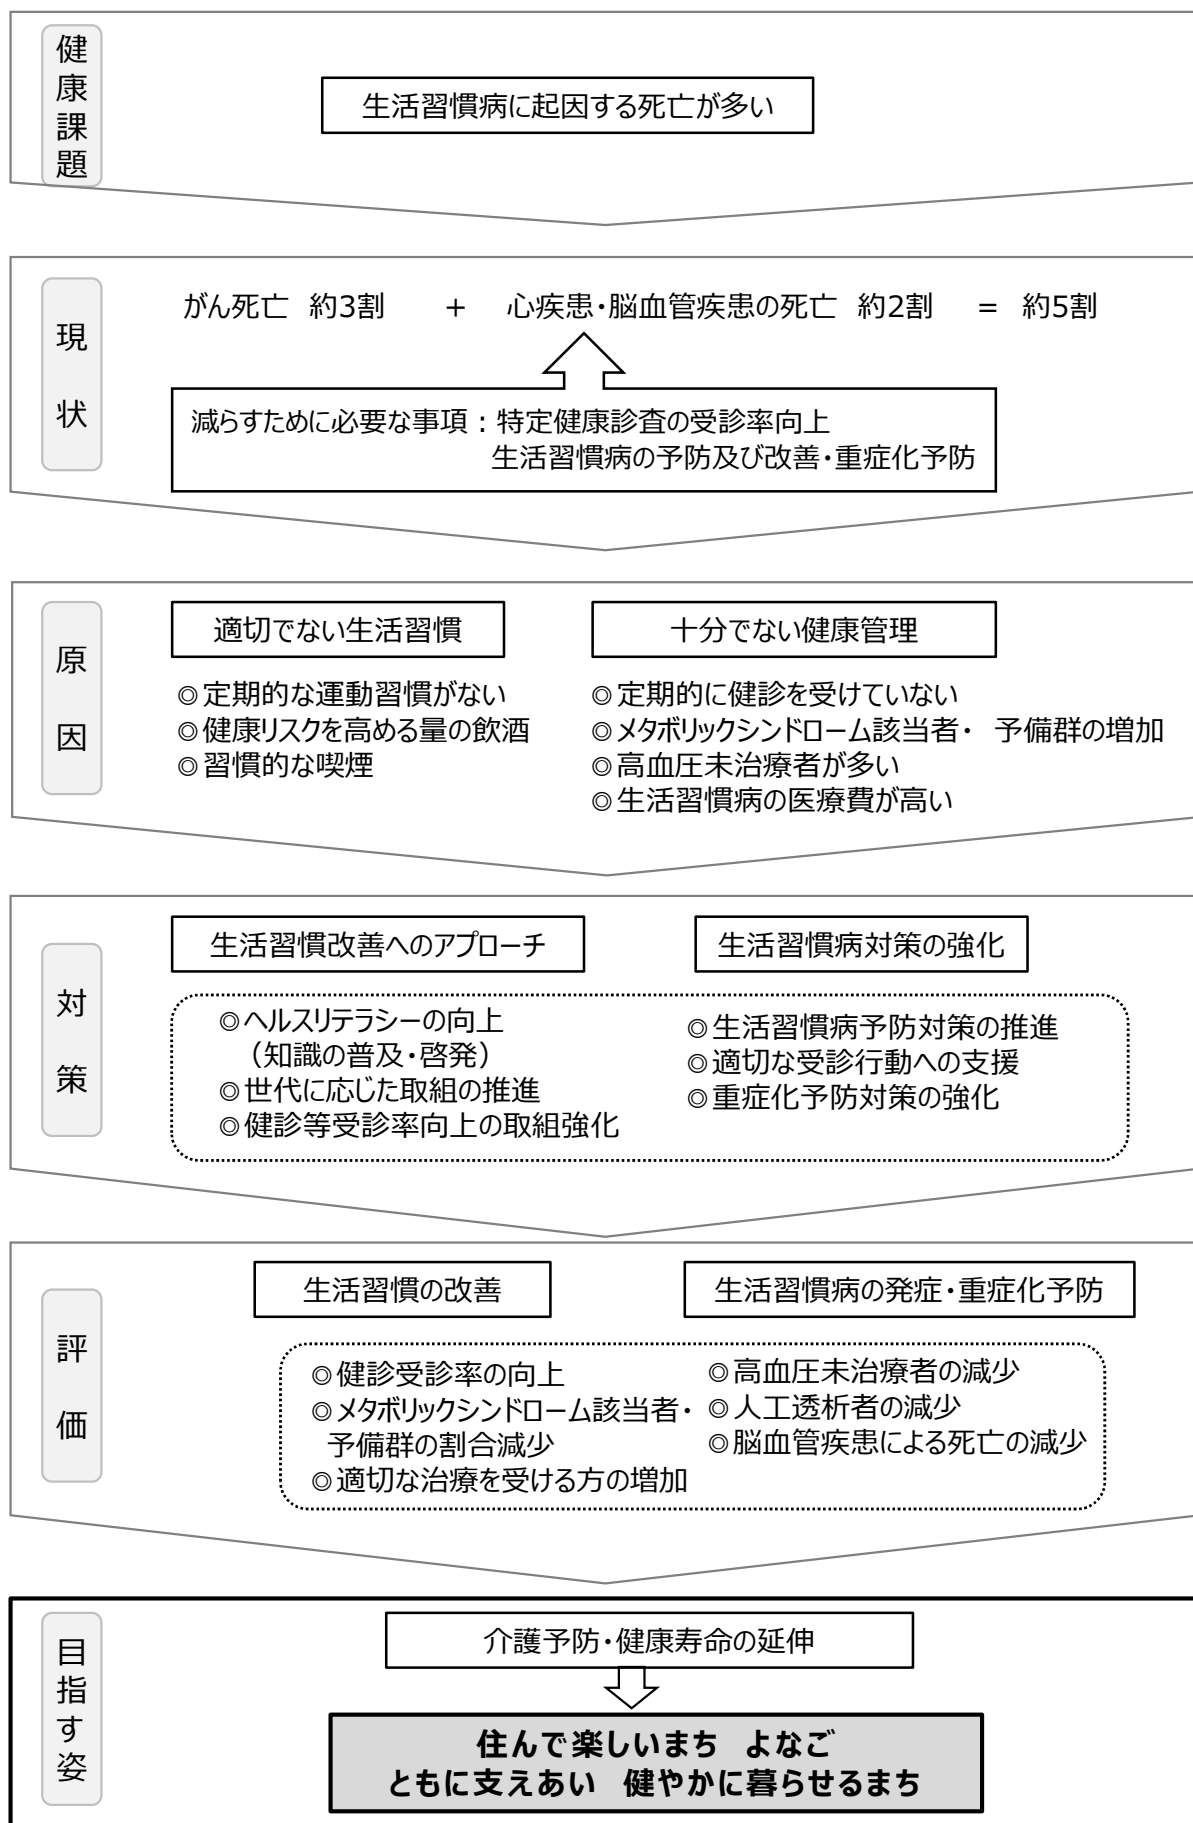 健康課題
生活習慣病に起因する死亡が多い
現状
がん死亡 約3割 + 心疾患・脳血管疾患の死亡 約2割 = 約5割
減らすために必要な事項：特定健康診査の受診率向上
生活習慣病の予防及び改善・重症化予防
原因
適切でない生活習慣
◎定期的な運動習慣がない
◎健康リスクを高める量の飲酒
◎習慣的な喫煙
十分でない健康管理
◎定期的に健診を受けていない
◎メタボリックシンドローム該当者・ 予備群の増加
◎高血圧未治療者が多い
◎生活習慣病の医療費が高い
対策
生活習慣改善へのアプローチ
◎ヘルスリテラシーの向上
（知識の普及・啓発）
◎世代に応じた取組の推進
◎健診等受診率向上の取組強化
生活習慣病対策の強化
◎生活習慣病予防対策の推進
◎適切な受診行動への支援
◎重症化予防対策の強化
評価
生活習慣の改善
生活習慣病の発症・重症化予防
◎健診受診率の向上
◎メタボリックシンドローム該当者・
予備群の割合減少
◎適切な治療を受ける方の増加
◎高血圧未治療者の減少
◎人工透析者の減少
◎脳血管疾患による死亡の減少
目指す姿
介護予防・健康寿命の延伸
住んで楽しいまち よなご
ともに支えあい 健やかに暮らせるまち